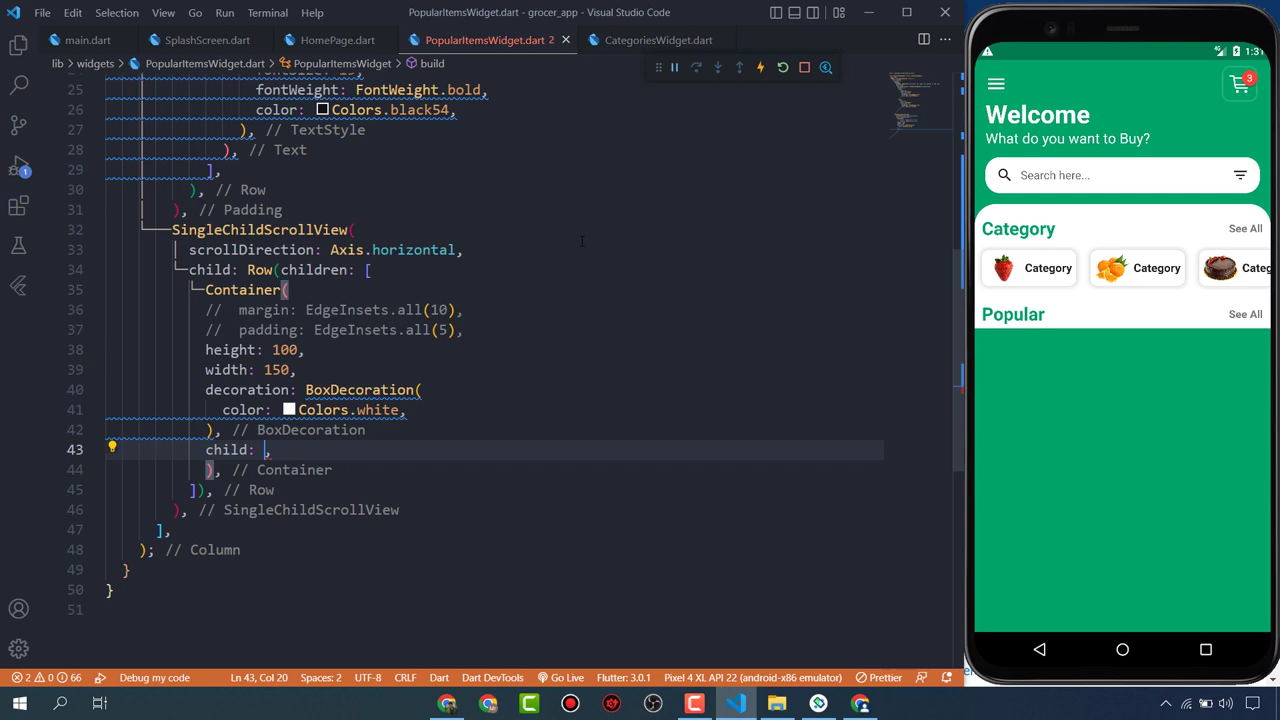 File Edit Selection View Go Run Terminal Help PopularItemsWidget.dart - grocer_app - Visual Studio Code
main.dart SplashScreen.dart HomePage.dart PopularItemsWidget.dart 2 CategoriesWidget.dart
lib > widgets > PopularItemsWidget.dart > PopularItemsWidget > build
25 fontWeight: FontWeight.bold,
26 color: Colors.black54,
27 ), // TextStyle
28 ), // Text
29 ],
30 ), // Row
31 ), // Padding
32 SingleChildScrollView(
33 scrollDirection: Axis.horizontal,
34 child: Row(children: [
35 Container(
36 // margin: EdgeInsets.all(10),
37 // padding: EdgeInsets.all(5),
38 height: 100,
39 width: 150,
40 decoration: BoxDecoration(
41 color: Colors.white,
42 ), // BoxDecoration
43 child: ,
44 ), // Container
45 ]), // Row
46 ), // SingleChildScrollView
47 ],
48 ); // Column
49 }
50 }
51
1
2 0 66 Debug my code Ln 43, Col 20 Spaces: 2 UTF-8 CRLF Dart Dart DevTools Go Live Flutter: 3.0.1 Pixel 4 XL API 22 (android-x86 emulator) Prettier
3
Welcome
What do you want to Buy?
Search here...
Category See All
Category Category
Popular See All